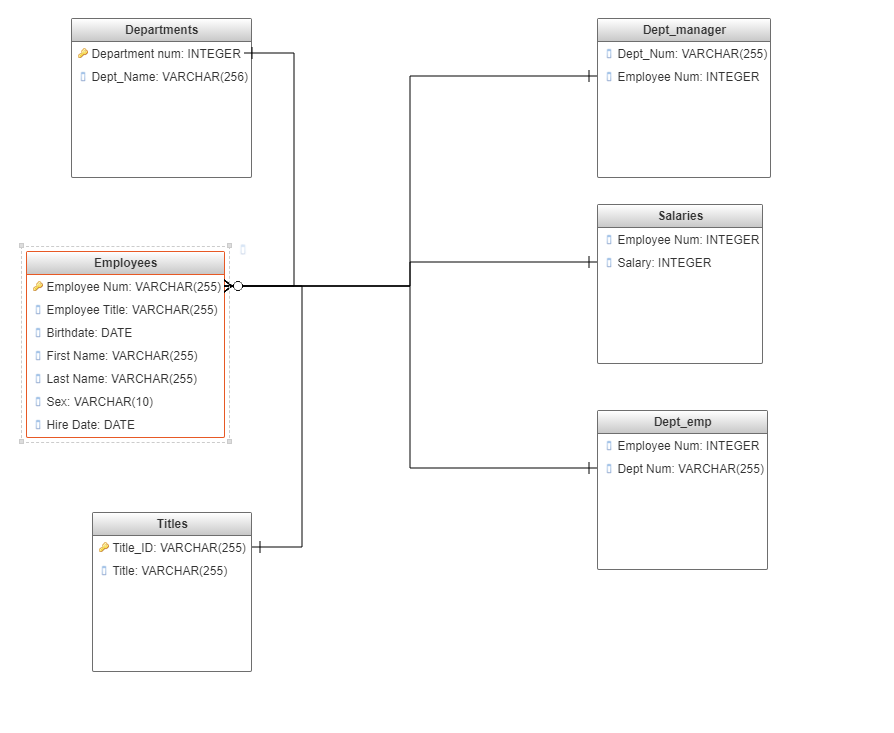 Departments
Department num: INTEGER
Dept_Name: VARCHAR(256)
Dept_manager
Dept_Num: VARCHAR(255)
Employee Num: INTEGER
Salaries
Employee Num: INTEGER
Salary: INTEGER
Employees
Employee Num: VARCHAR(255)
Employee Title: VARCHAR(255)
Birthdate: DATE
First Name: VARCHAR(255)
Last Name: VARCHAR(255)
Sex: VARCHAR(10)
Hire Date: DATE
Dept_emp
Employee Num: INTEGER
Dept Num: VARCHAR(255)
Titles
Title_ID: VARCHAR(255)
Title: VARCHAR(255)